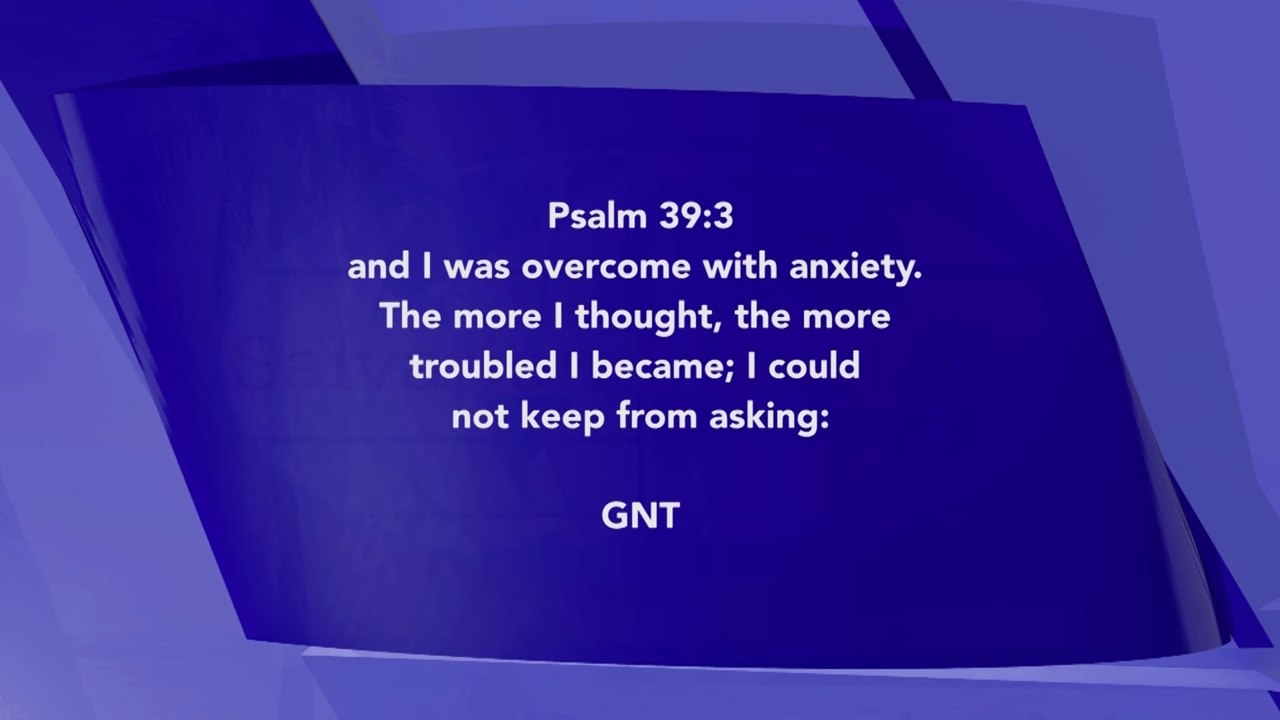 Psalm 39:3
and I was overcome with anxiety.
The more I thought, the more
troubled I became; I could
not keep from asking:
GNT